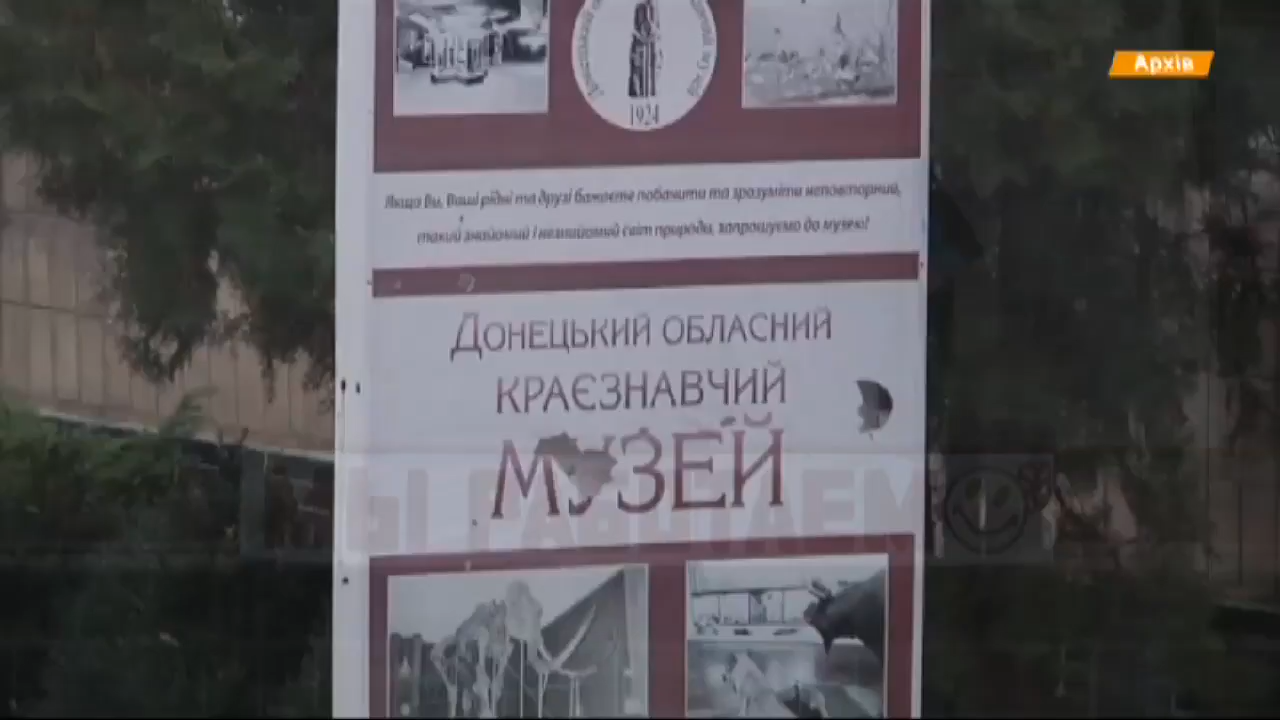 Архів
1924
Якщо Ви, Ваші рідні та друзі бажаєте побачити та зрозуміти неповторний,
такий знайомий і незнайомий світ природи, запрошуємо до музею!
Донецький обласний
краєзнавчий
музей